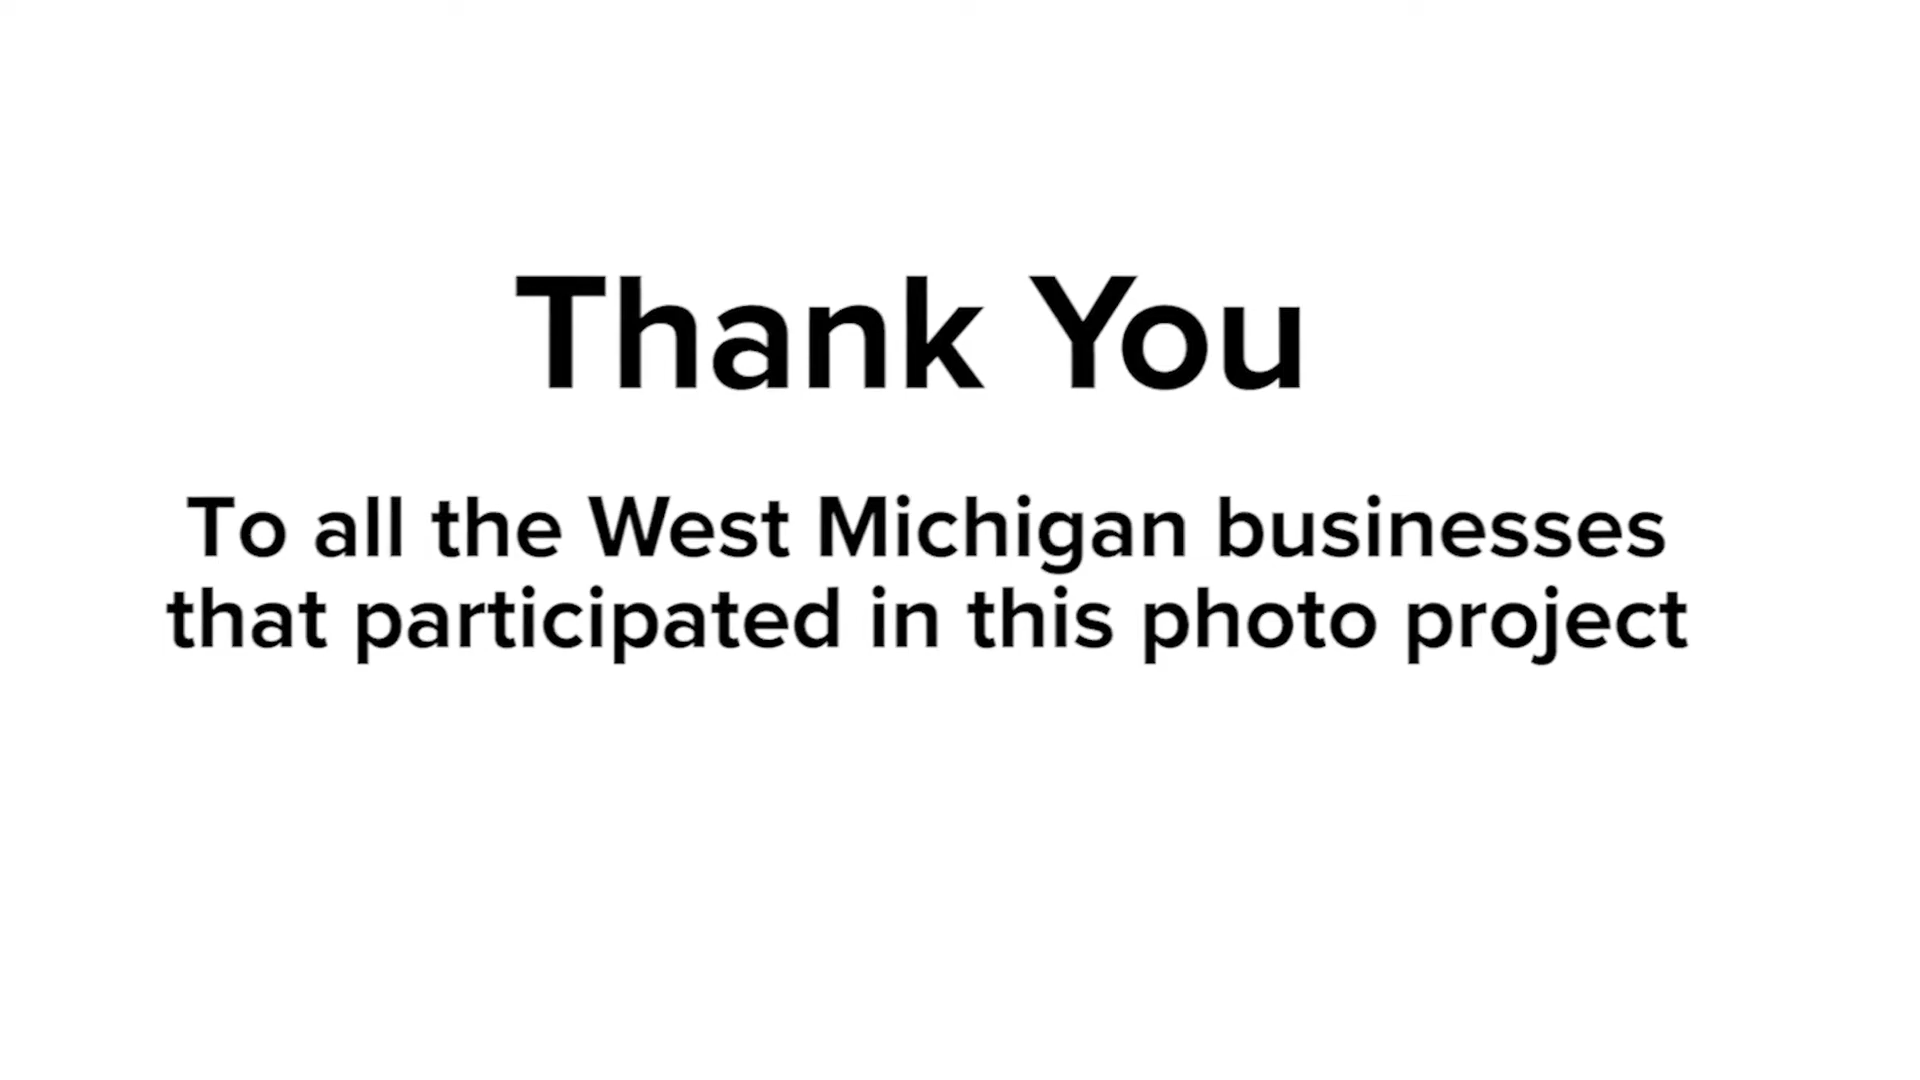 Thank You
To all the West Michigan businesses
that participated in this photo project